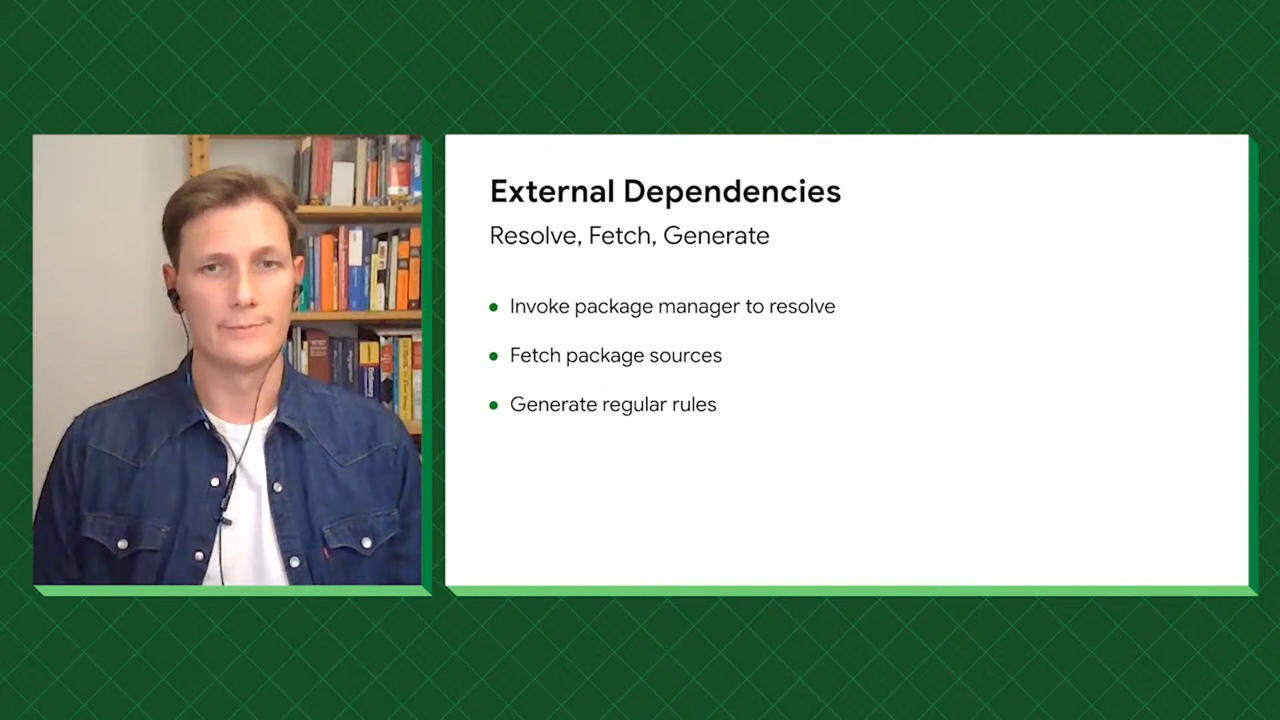 External Dependencies
Resolve, Fetch, Generate
Invoke package manager to resolve
Fetch package sources
Generate regular rules